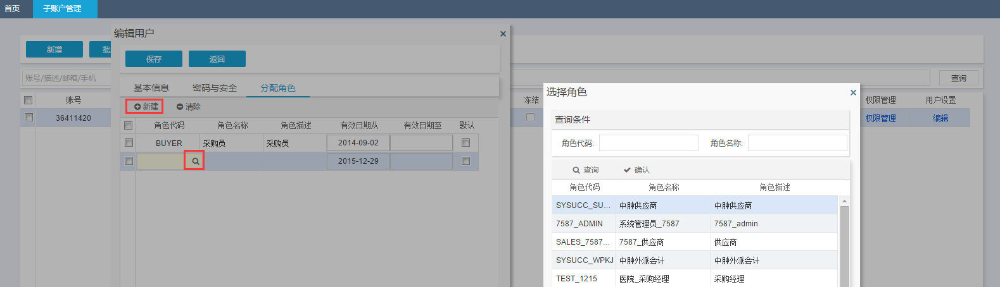 首页 子账户管理
编辑用户
新增 批
保存 返回
账号/描述/邮箱/手机 查询
基本信息 密码与安全 分配角色
账号 冻结 权限管理 用户设置
新建 清除
36411420 权限管理 编辑
角色代码 角色名称 角色描述 有效日期从 有效日期至 默认
BUYER 采购员 采购员 2014-09-02
2015-12-29
选择角色
查询条件
角色代码: 角色名称:
查询 确认
角色代码 角色名称 角色描述
SYSUCC_SU... 中肿供应商 中肿供应商
7587_ADMIN 系统管理员_7587 7587_admin
SALES_7587... 7587_供应商 供应商
SYSUCC_WPKJ 中肿外派会计 中肿外派会计
TEST_1215 医院_采购经理 采购经理